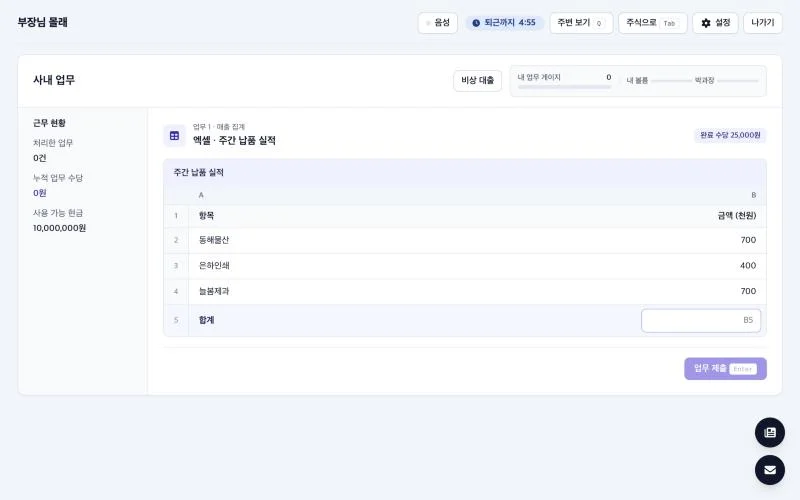 부장님 몰래
음성
퇴근까지 4:55
주변 보기 Q
주식으로 Tab
설정
나가기
사내 업무
비상 대출
내 업무 게이지 0
내 볼륨
박과장
근무 현황
처리한 업무
0건
누적 업무 수당
0원
사용 가능 현금
10,000,000원
업무 1 · 매출 집계
엑셀 · 주간 납품 실적
완료 수당 25,000원
주간 납품 실적
A B
1 항목 금액 (천원)
2 동해물산 700
3 은하인쇄 400
4 늘봄제과 700
5 합계 B5
업무 제출 Enter